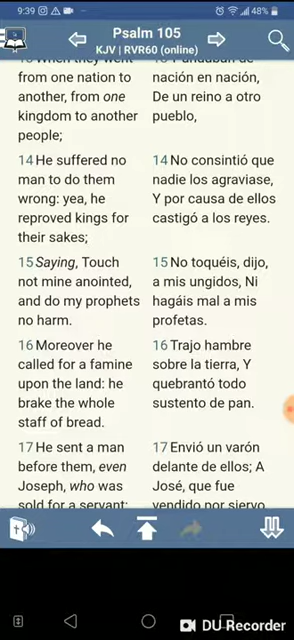 9:39
48%
Psalm 105
KJV | RVR60 (online)
from one nation to
another, from one
kingdom to another
people;
nación en nación,
De un reino a otro
pueblo,
14 He suffered no
man to do them
wrong: yea, he
reproved kings for
their sakes;
14 No consintió que
nadie los agraviase,
Y por causa de ellos
castigó a los reyes.
15 Saying, Touch
not mine anointed,
and do my prophets
no harm.
15 No toquéis, dijo,
a mis ungidos, Ni
hagáis mal a mis
profetas.
16 Moreover he
called for a famine
upon the land: he
brake the whole
staff of bread.
16 Trajo hambre
sobre la tierra, Y
quebrantó todo
sustento de pan.
17 He sent a man
before them, even
Joseph, who was
sold for a servant:
17 Envió un varón
delante de ellos; A
José, que fue
vendido por siervo
DU Recorder